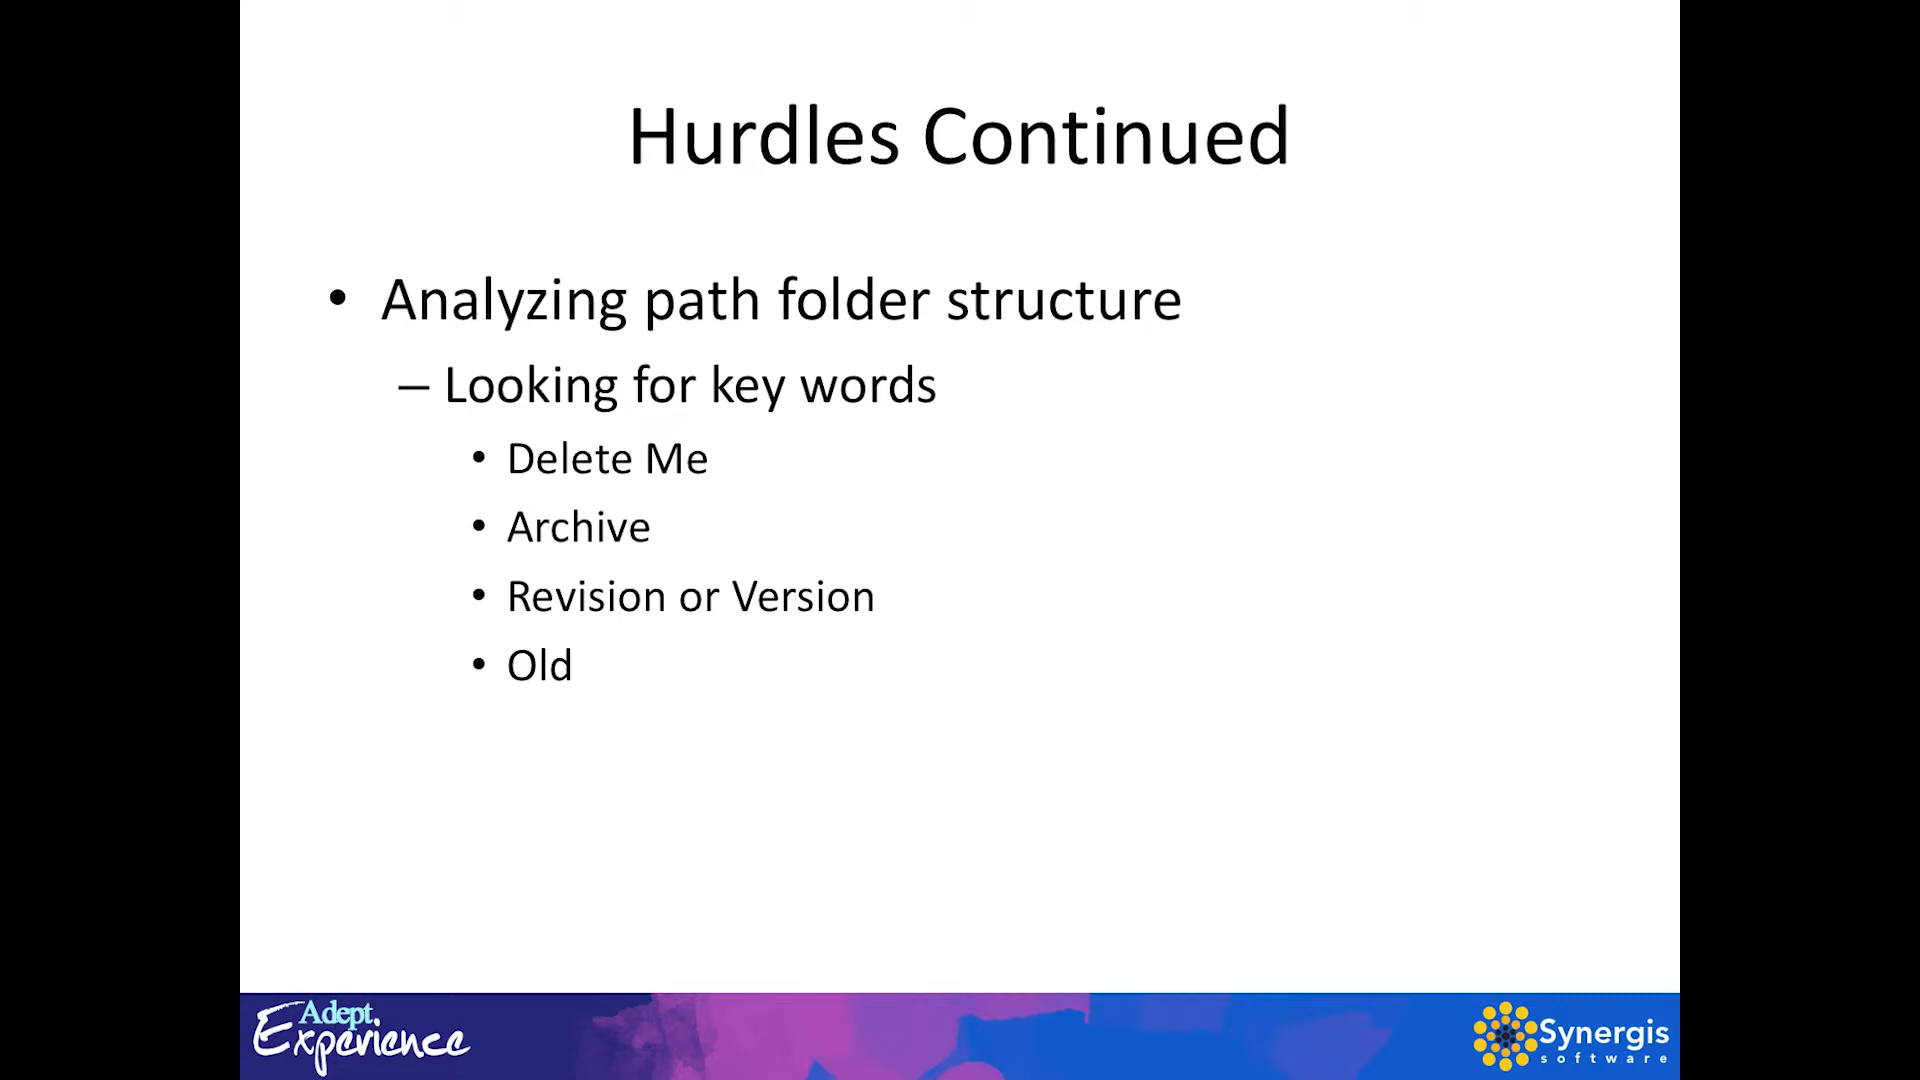 Hurdles Continued
• Analyzing path folder structure
– Looking for key words
• Delete Me
• Archive
• Revision or Version
• Old
Adept.
Experience
Synergis
software